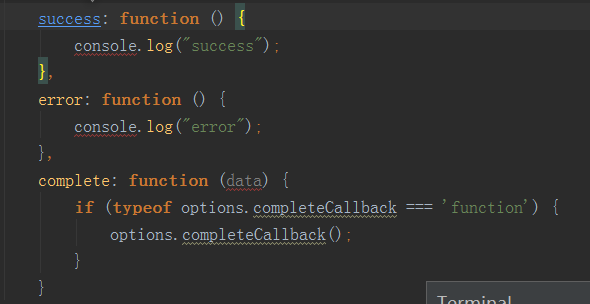 success: function () {
console.log("success");
},
error: function () {
console.log("error");
},
complete: function (data) {
if (typeof options.completeCallback === 'function') {
options.completeCallback();
}
}
Terminal